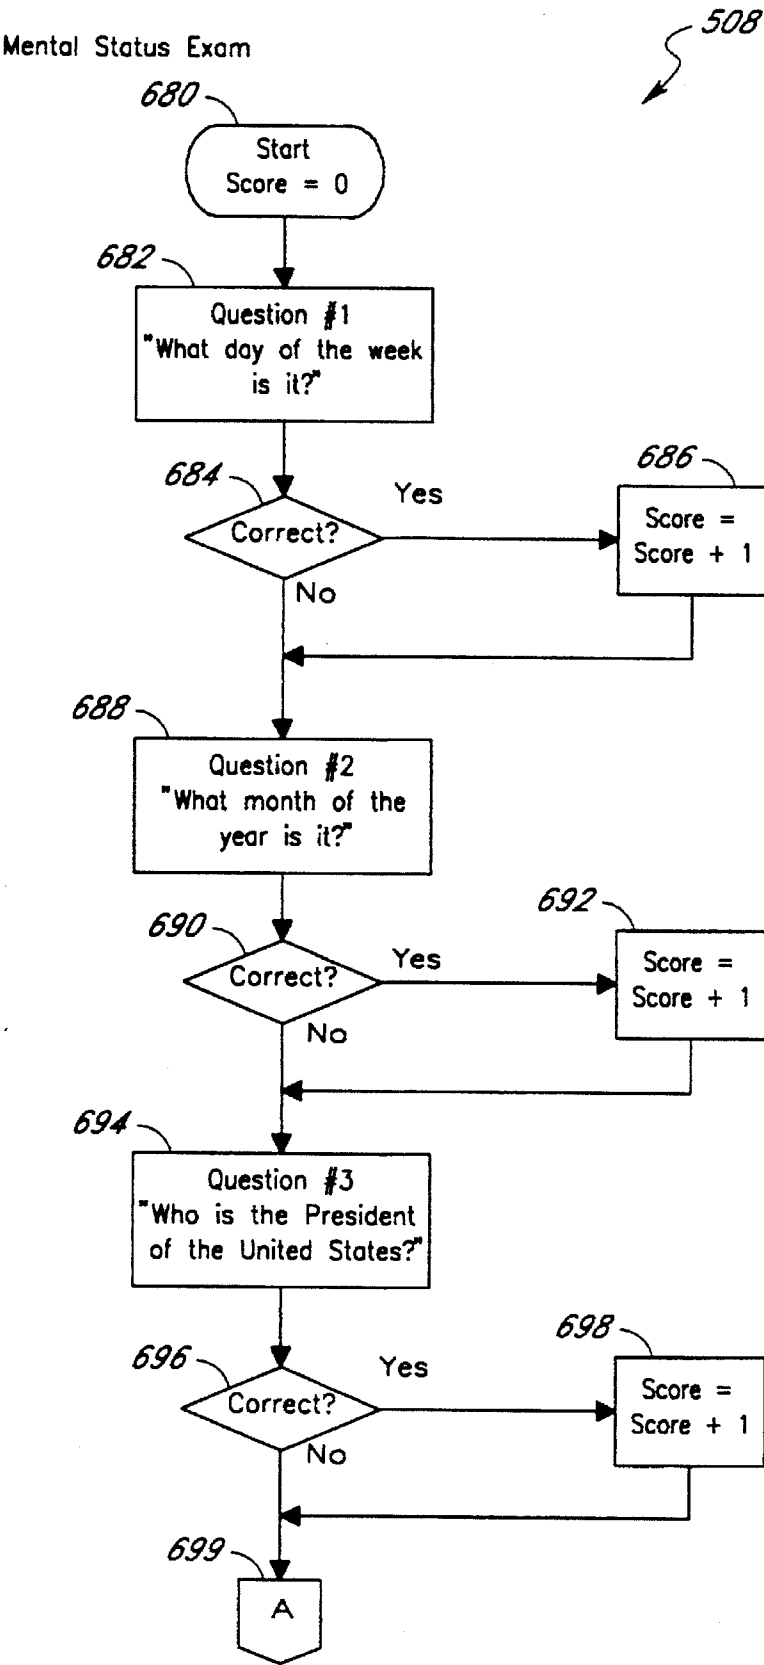 508
Mental Status Exam
680
Start
Score = 0
682
Question #1
"What day of the week
is it?"
684
Correct?
Yes
686
Score =
Score + 1
No
688
Question #2
"What month of the
year is it?"
690
Correct?
Yes
692
Score =
Score + 1
No
694
Question #3
"Who is the President
of the United States?"
696
Correct?
Yes
698
Score =
Score + 1
No
699
A